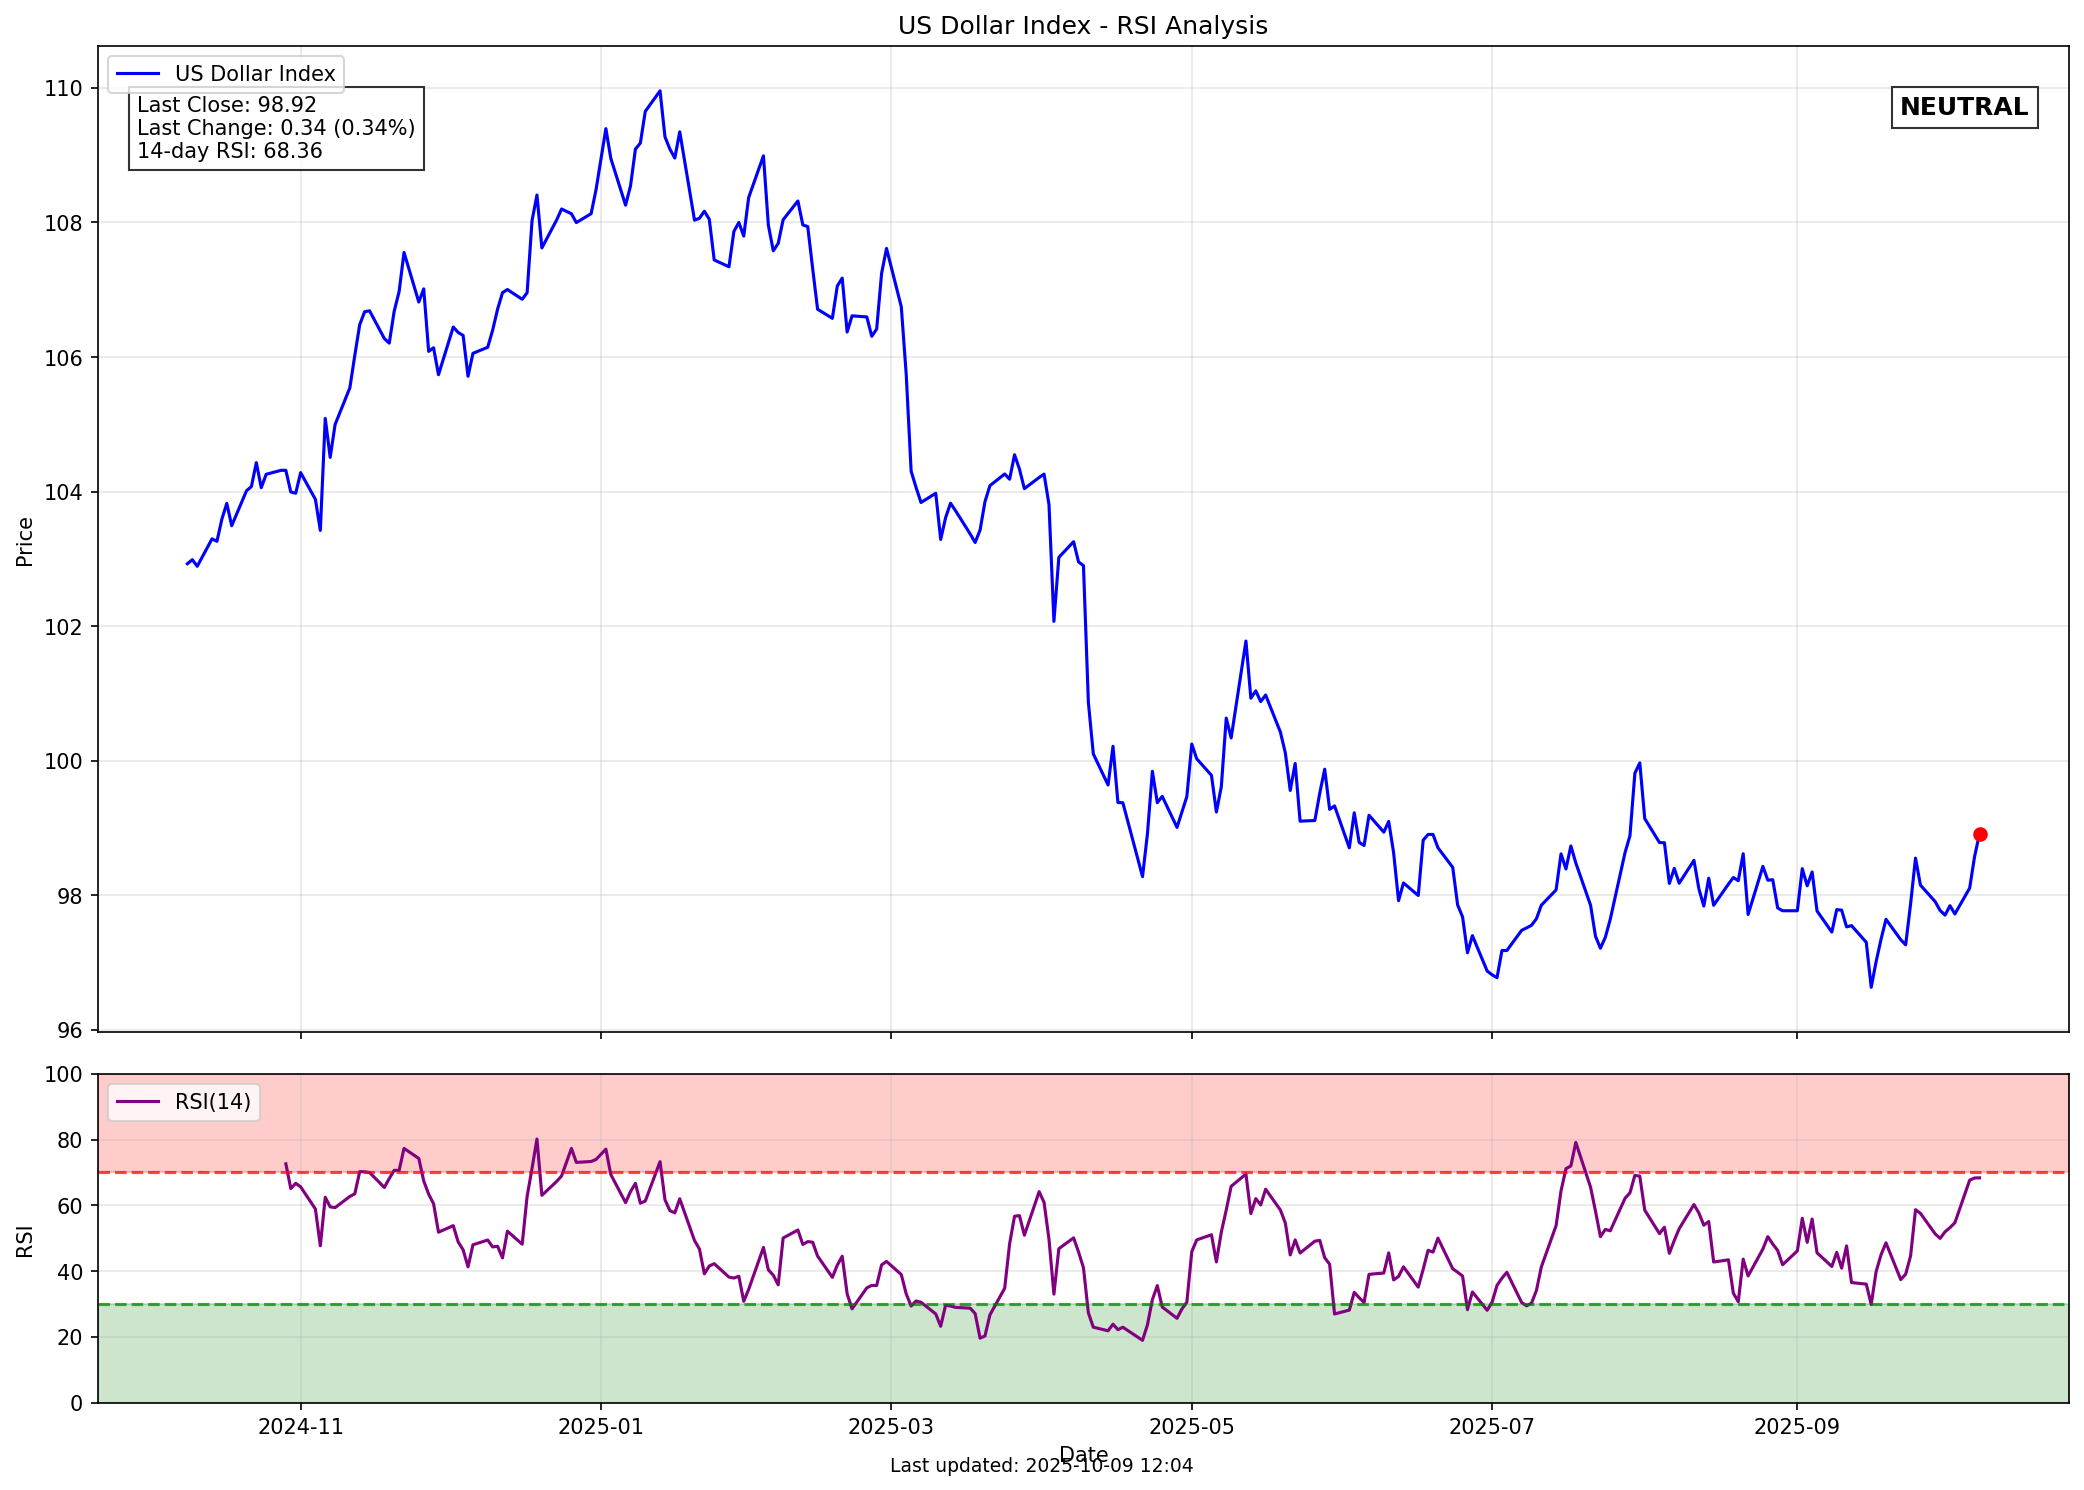 US Dollar Index - RSI Analysis
US Dollar Index
Last Close: 98.92
Last Change: 0.34 (0.34%)
14-day RSI: 68.36
NEUTRAL
110
108
106
104
102
100
98
96
Price
RSI(14)
100
80
60
40
20
0
RSI
2024-11
2025-01
2025-03
2025-05
2025-07
2025-09
Date
Last updated: 2025-10-09 12:04